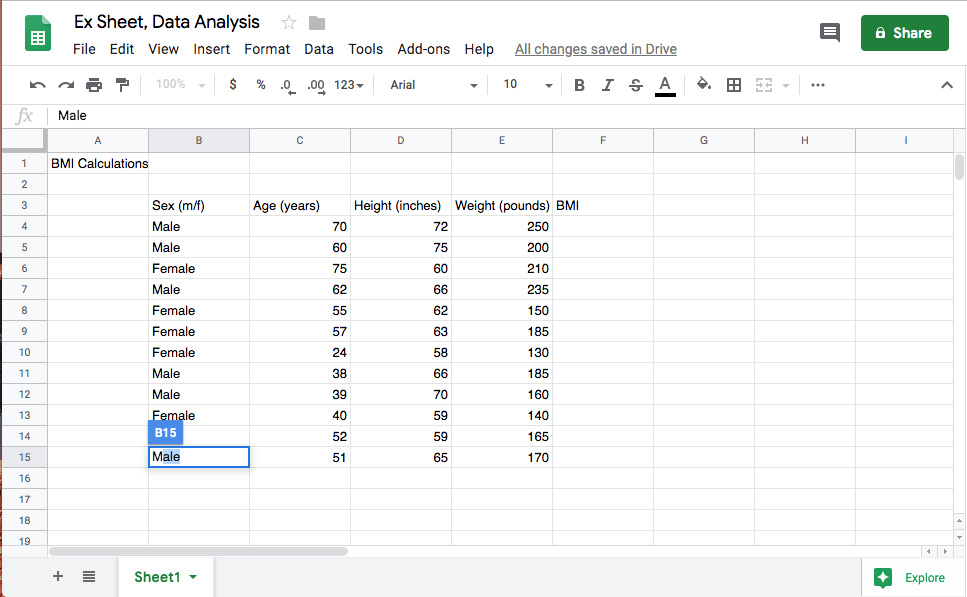 Ex Sheet, Data Analysis
File Edit View Insert Format Data Tools Add-ons Help All changes saved in Drive
Share
100% $ % .0 .00 123 Arial 10 B I S A
fx Male
A B C D E F G H I
1 BMI Calculations
2
3 Sex (m/f) Age (years) Height (inches) Weight (pounds) BMI
4 Male 70 72 250
5 Male 60 75 200
6 Female 75 60 210
7 Male 62 66 235
8 Female 55 62 150
9 Female 57 63 185
10 Female 24 58 130
11 Male 38 66 185
12 Male 39 70 160
13 Female 40 59 140
14 B15 52 59 165
15 Male 51 65 170
16
17
18
19
Sheet1
Explore